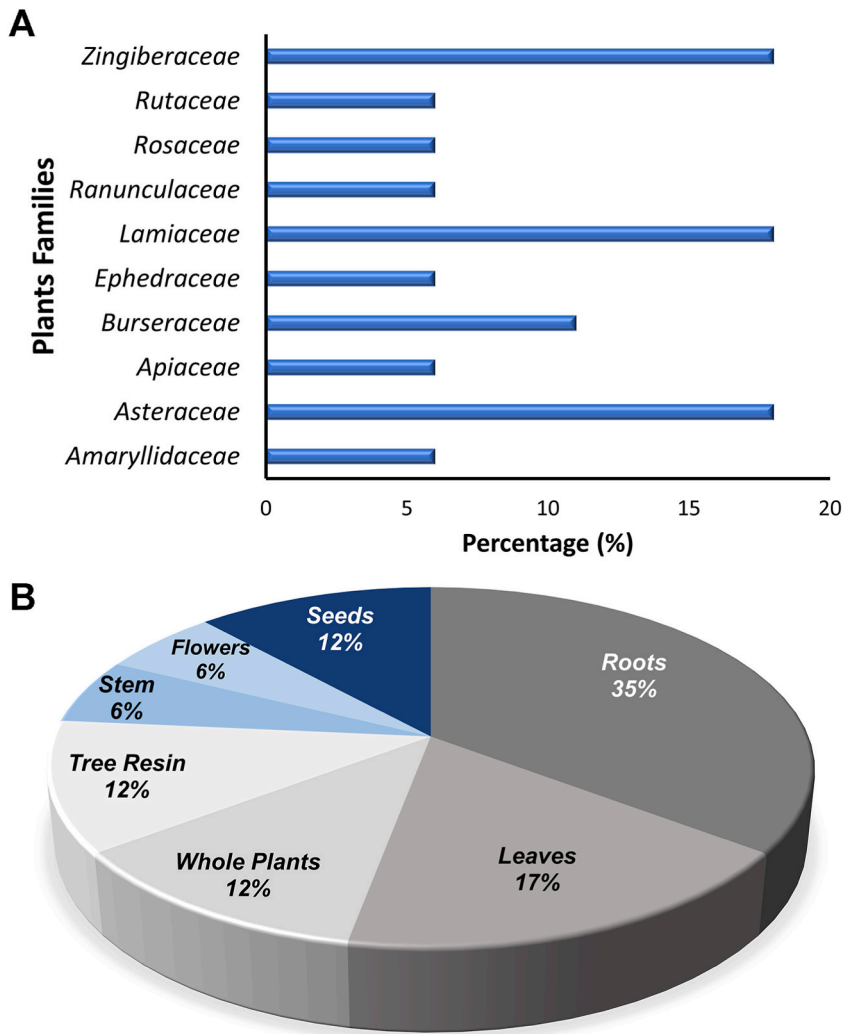 A
Plants Families
Zingiberaceae
Rutaceae
Rosaceae
Ranunculaceae
Lamiaceae
Ephedraceae
Burseraceae
Apiaceae
Asteraceae
Amaryllidaceae
0 5 10 15 20
Percentage (%)
B
Seeds
12%
Flowers
6%
Stem
6%
Roots
35%
Tree Resin
12%
Whole Plants
12%
Leaves
17%